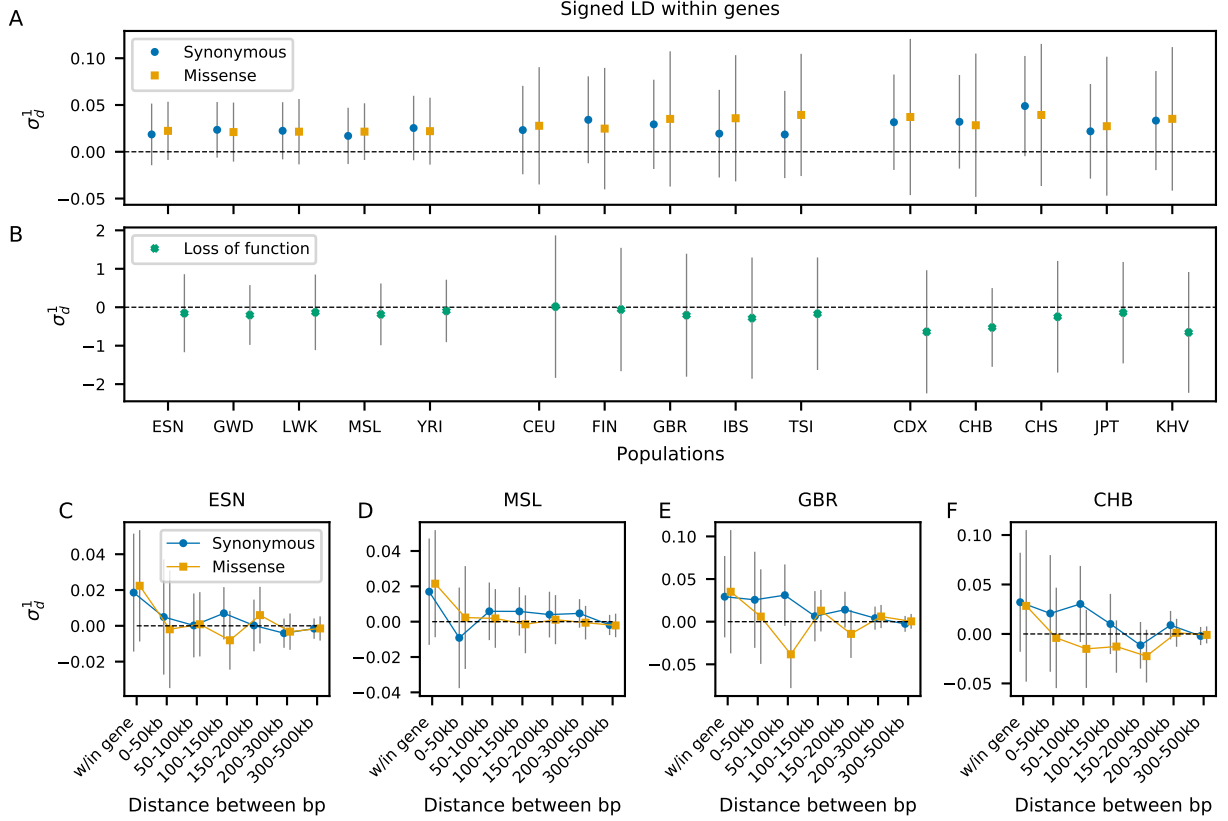 Signed LD within genes
A
σ_d^1
0.10
0.05
0.00
−0.05
Synonymous
Missense
B
σ_d^1
2
1
0
−1
−2
Loss of function
ESN GWD LWK MSL YRI CEU FIN GBR IBS TSI CDX CHB CHS JPT KHV
Populations
C
ESN
σ_d^1
0.04
0.02
0.00
−0.02
Synonymous
Missense
w/in gene
0-50kb
50-100kb
100-150kb
150-200kb
200-300kb
300-500kb
Distance between bp
D
MSL
0.04
0.02
0.00
−0.02
−0.04
w/in gene
0-50kb
50-100kb
100-150kb
150-200kb
200-300kb
300-500kb
Distance between bp
E
GBR
0.10
0.05
0.00
−0.05
w/in gene
0-50kb
50-100kb
100-150kb
150-200kb
200-300kb
300-500kb
Distance between bp
F
CHB
0.10
0.05
0.00
−0.05
w/in gene
0-50kb
50-100kb
100-150kb
150-200kb
200-300kb
300-500kb
Distance between bp